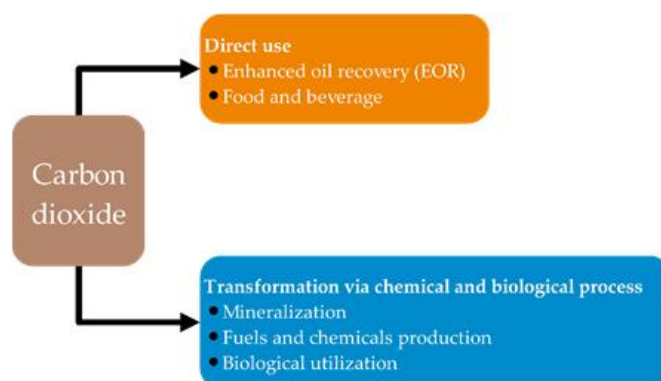 Direct use
● Enhanced oil recovery (EOR)
● Food and beverage
Carbon
dioxide
Transformation via chemical and biological process
● Mineralization
● Fuels and chemicals production
● Biological utilization